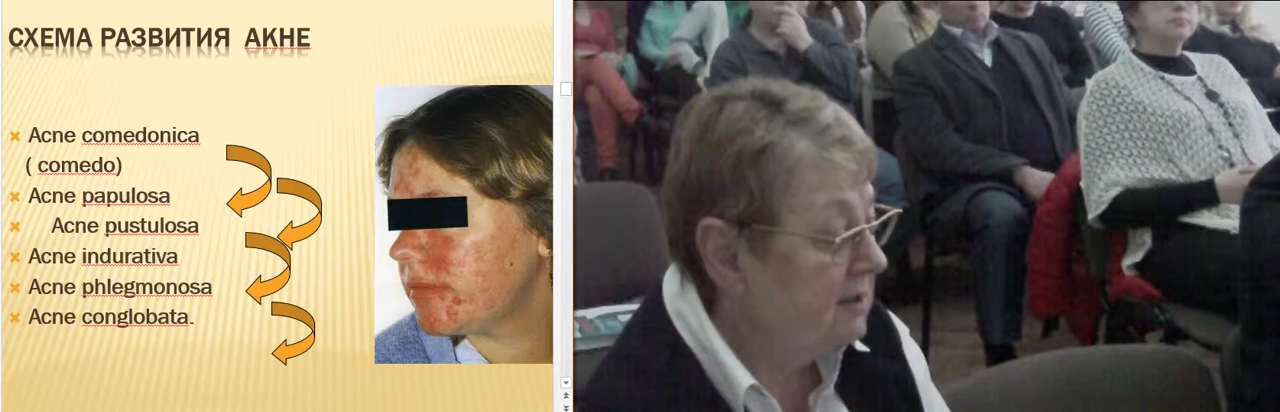 СХЕМА РАЗВИТИЯ АКНЕ
Acne comedonica
( comedo)
Acne papulosa
Acne pustulosa
Acne indurativa
Acne phlegmonosa
Acne conglobata.